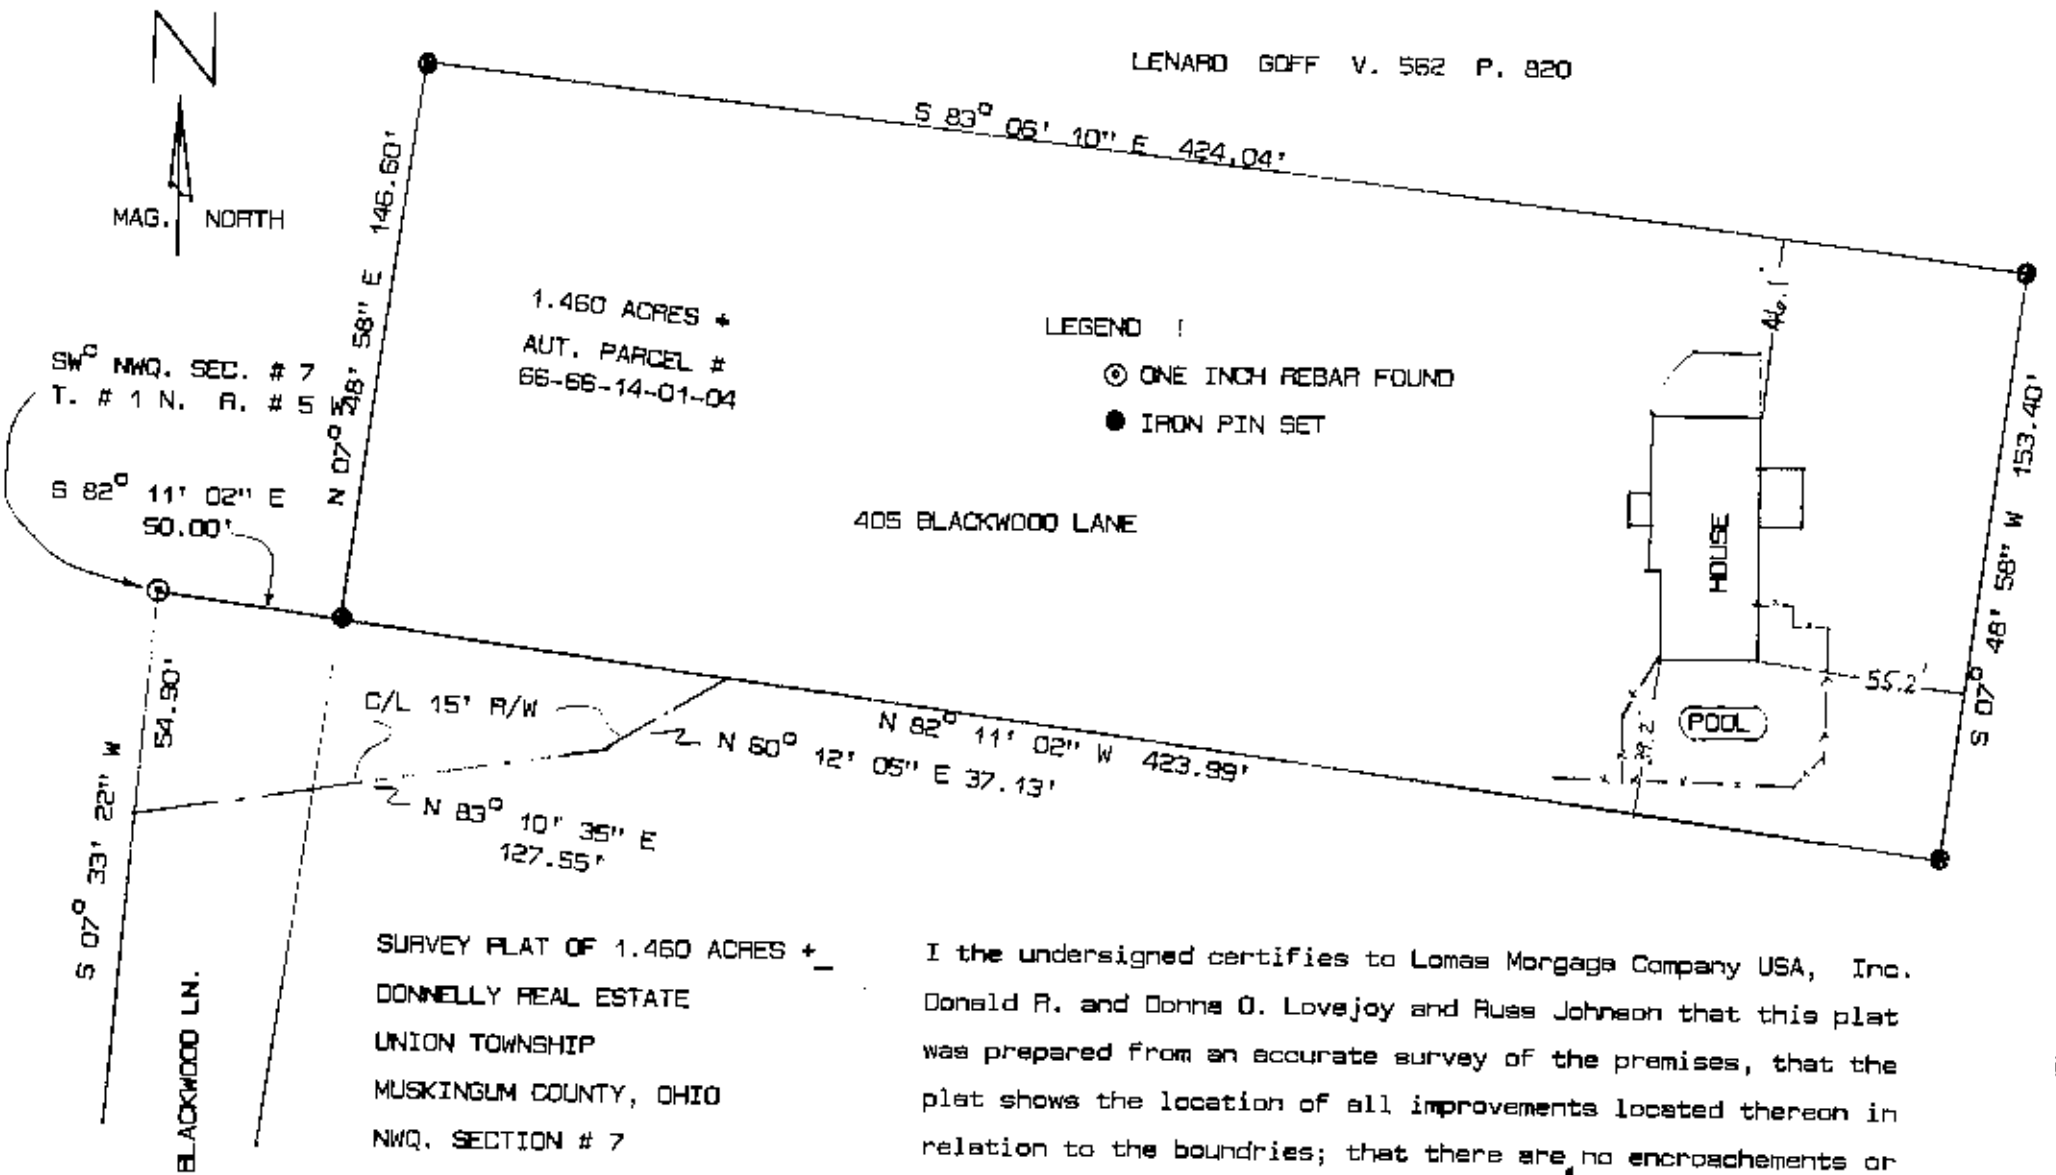 N
MAG. NORTH
LENARD GOFF V. 562 P. 820
S 83° 06' 10" E 424.04'
N 07° 48' 58" E 146.60'
1.460 ACRES +
AUT. PARCEL #
66-66-14-01-04
LEGEND !
ONE INCH REBAR FOUND
IRON PIN SET
46.1'
SW° NWQ. SEC. # 7
T. # 1 N. R. # 5 W
S 82° 11' 02" E
50.00'
405 BLACKWOOD LANE
HOUSE
S 07° 48' 58" W 153.40'
55.2'
POOL
39.2
54.90'
S 07° 33' 22" W
C/L 15' R/W
N 60° 12' 05" E 37.13'
N 82° 11' 02" W 423.99'
N 83° 10' 35" E
127.55'
BLACKWOOD LN.
SURVEY PLAT OF 1.460 ACRES +_
DONNELLY REAL ESTATE
UNION TOWNSHIP
MUSKINGUM COUNTY, OHIO
NWQ. SECTION # 7
I the undersigned certifies to Lomas Morgage Company USA, Inc.
Donald R. and Donna O. Lovejoy and Russ Johnson that this plat
was prepared from an accurate survey of the premises, that the
plat shows the location of all improvements located thereon in
relation to the boundries; that there are no encroachements or